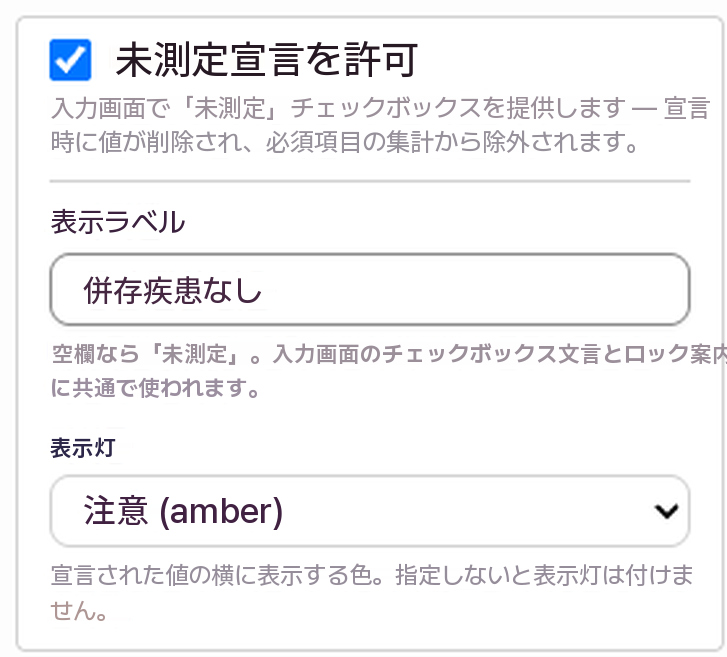 未測定宣言を許可
入力画面で「未測定」チェックボックスを提供します — 宣言
時に値が削除され、必須項目の集計から除外されます。
表示ラベル
併存疾患なし
空欄なら「未測定」。入力画面のチェックボックス文言とロック案内
に共通で使われます。
表示灯
注意 (amber)
宣言された値の横に表示する色。指定しないと表示灯は付けま
せん。